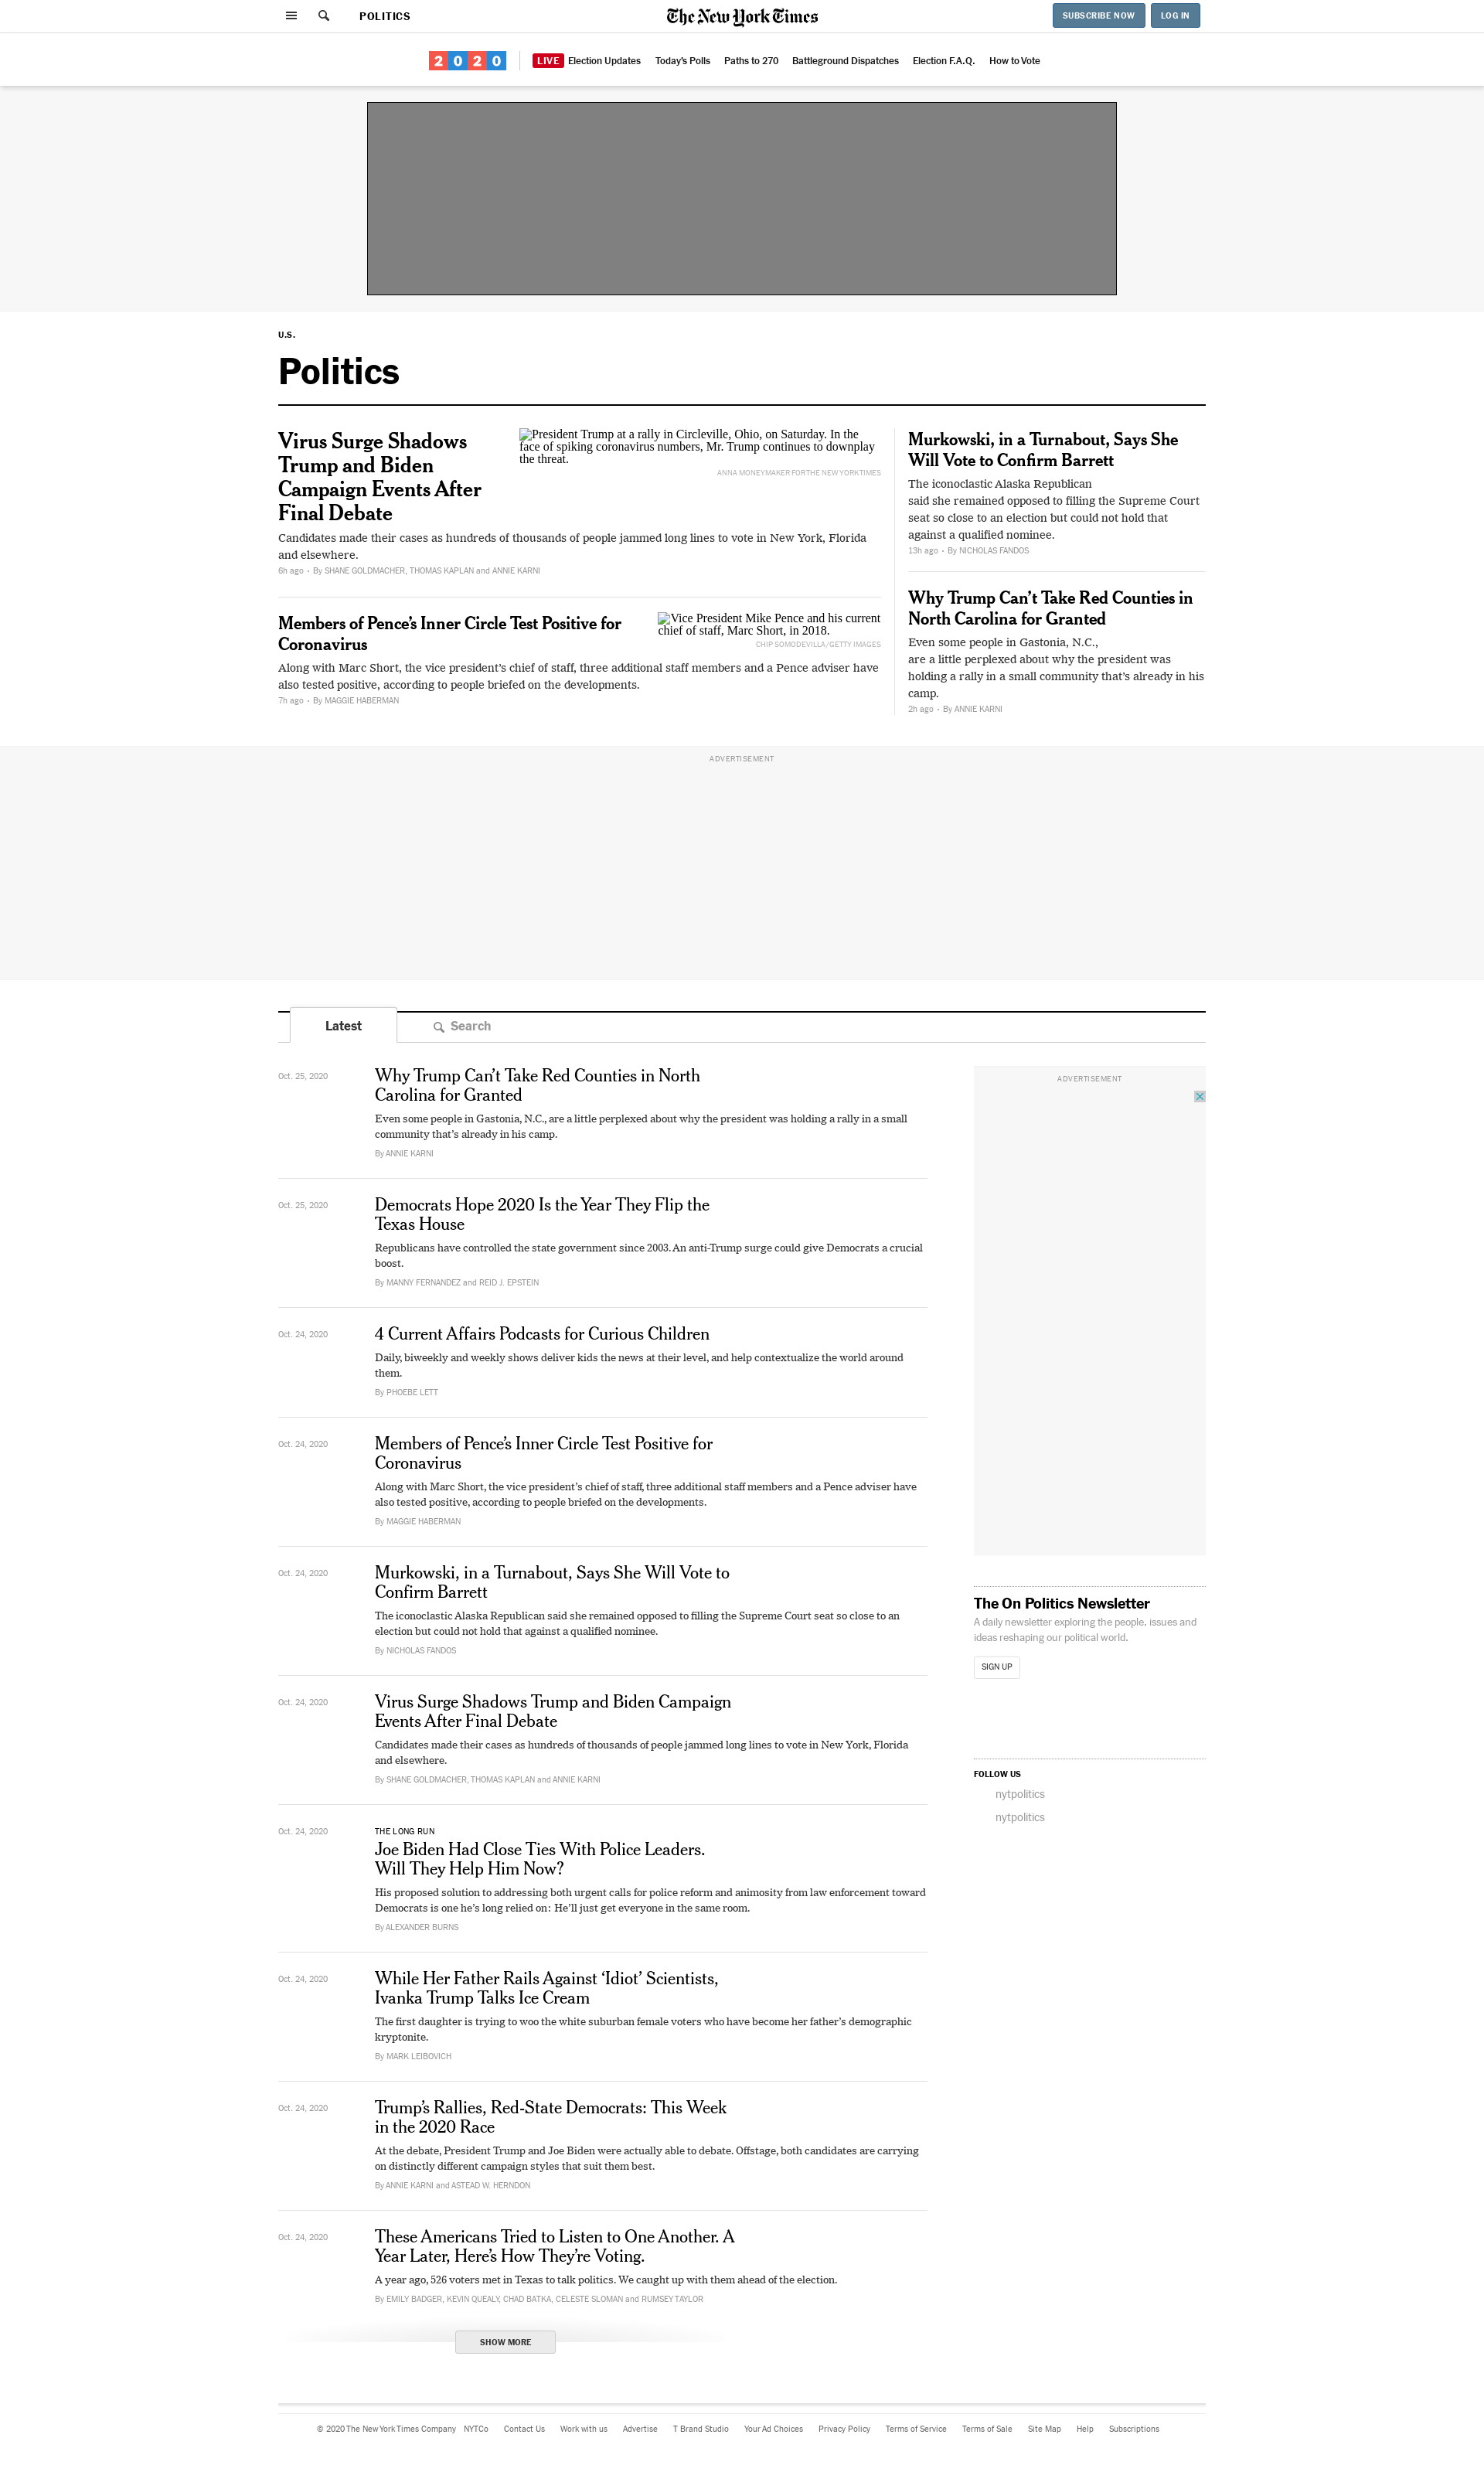 POLITICS
The New York Times
SUBSCRIBE NOW
LOG IN
2020
LIVE Election Updates
Today's Polls
Paths to 270
Battleground Dispatches
Election F.A.Q.
How to Vote
U.S.
Politics
Virus Surge Shadows
Trump and Biden
Campaign Events After
Final Debate
President Trump at a rally in Circleville, Ohio, on Saturday. In the
face of spiking coronavirus numbers, Mr. Trump continues to downplay
the threat.
ANNA MONEYMAKER FOR THE NEW YORK TIMES
Candidates made their cases as hundreds of thousands of people jammed long lines to vote in New York, Florida
and elsewhere.
6h ago • By SHANE GOLDMACHER, THOMAS KAPLAN and ANNIE KARNI
Members of Pence’s Inner Circle Test Positive for
Coronavirus
Vice President Mike Pence and his current
chief of staff, Marc Short, in 2018.
CHIP SOMODEVILLA/GETTY IMAGES
Along with Marc Short, the vice president’s chief of staff, three additional staff members and a Pence adviser have
also tested positive, according to people briefed on the developments.
7h ago • By MAGGIE HABERMAN
Murkowski, in a Turnabout, Says She
Will Vote to Confirm Barrett
The iconoclastic Alaska Republican
said she remained opposed to filling the Supreme Court
seat so close to an election but could not hold that
against a qualified nominee.
13h ago • By NICHOLAS FANDOS
Why Trump Can’t Take Red Counties in
North Carolina for Granted
Even some people in Gastonia, N.C.,
are a little perplexed about why the president was
holding a rally in a small community that’s already in his
camp.
2h ago • By ANNIE KARNI
ADVERTISEMENT
Latest
Search
Oct. 25, 2020
Why Trump Can’t Take Red Counties in North
Carolina for Granted
Even some people in Gastonia, N.C., are a little perplexed about why the president was holding a rally in a small
community that’s already in his camp.
By ANNIE KARNI
Oct. 25, 2020
Democrats Hope 2020 Is the Year They Flip the
Texas House
Republicans have controlled the state government since 2003. An anti-Trump surge could give Democrats a crucial
boost.
By MANNY FERNANDEZ and REID J. EPSTEIN
Oct. 24, 2020
4 Current Affairs Podcasts for Curious Children
Daily, biweekly and weekly shows deliver kids the news at their level, and help contextualize the world around
them.
By PHOEBE LETT
Oct. 24, 2020
Members of Pence’s Inner Circle Test Positive for
Coronavirus
Along with Marc Short, the vice president’s chief of staff, three additional staff members and a Pence adviser have
also tested positive, according to people briefed on the developments.
By MAGGIE HABERMAN
Oct. 24, 2020
Murkowski, in a Turnabout, Says She Will Vote to
Confirm Barrett
The iconoclastic Alaska Republican said she remained opposed to filling the Supreme Court seat so close to an
election but could not hold that against a qualified nominee.
By NICHOLAS FANDOS
Oct. 24, 2020
Virus Surge Shadows Trump and Biden Campaign
Events After Final Debate
Candidates made their cases as hundreds of thousands of people jammed long lines to vote in New York, Florida
and elsewhere.
By SHANE GOLDMACHER, THOMAS KAPLAN and ANNIE KARNI
Oct. 24, 2020
THE LONG RUN
Joe Biden Had Close Ties With Police Leaders.
Will They Help Him Now?
His proposed solution to addressing both urgent calls for police reform and animosity from law enforcement toward
Democrats is one he’s long relied on: He’ll just get everyone in the same room.
By ALEXANDER BURNS
Oct. 24, 2020
While Her Father Rails Against ‘Idiot’ Scientists,
Ivanka Trump Talks Ice Cream
The first daughter is trying to woo the white suburban female voters who have become her father’s demographic
kryptonite.
By MARK LEIBOVICH
Oct. 24, 2020
Trump’s Rallies, Red-State Democrats: This Week
in the 2020 Race
At the debate, President Trump and Joe Biden were actually able to debate. Offstage, both candidates are carrying
on distinctly different campaign styles that suit them best.
By ANNIE KARNI and ASTEAD W. HERNDON
Oct. 24, 2020
These Americans Tried to Listen to One Another. A
Year Later, Here’s How They’re Voting.
A year ago, 526 voters met in Texas to talk politics. We caught up with them ahead of the election.
By EMILY BADGER, KEVIN QUEALY, CHAD BATKA, CELESTE SLOMAN and RUMSEY TAYLOR
SHOW MORE
ADVERTISEMENT
The On Politics Newsletter
A daily newsletter exploring the people, issues and
ideas reshaping our political world.
SIGN UP
FOLLOW US
nytpolitics
nytpolitics
© 2020 The New York Times Company
NYTCo
Contact Us
Work with us
Advertise
T Brand Studio
Your Ad Choices
Privacy Policy
Terms of Service
Terms of Sale
Site Map
Help
Subscriptions